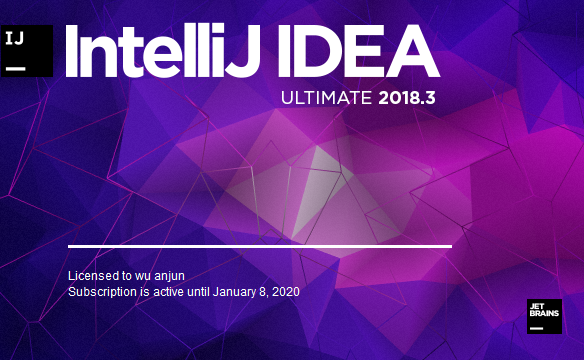 IJ
IntelliJ IDEA
ULTIMATE 2018.3
Licensed to wu anjun
Subscription is active until January 8, 2020
JET
BRAINS